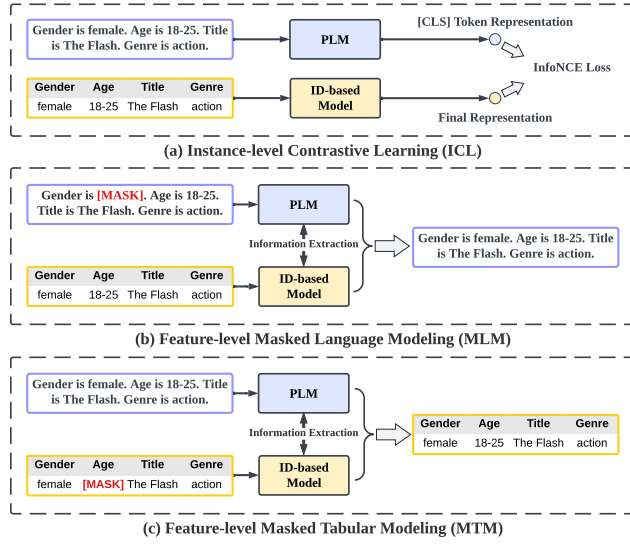 Gender is female. Age is 18-25. Title
is The Flash. Genre is action.
PLM
[CLS] Token Representation
InfoNCE Loss
Gender Age Title Genre
female 18-25 The Flash action
ID-based
Model
Final Representation
(a) Instance-level Contrastive Learning (ICL)
Gender is [MASK]. Age is 18-25.
Title is The Flash. Genre is action.
PLM
Information Extraction
Gender is female. Age is 18-25. Title
is The Flash. Genre is action.
Gender Age Title Genre
female 18-25 The Flash action
ID-based
Model
(b) Feature-level Masked Language Modeling (MLM)
Gender is female. Age is 18-25. Title
is The Flash. Genre is action.
PLM
Information Extraction
Gender Age Title Genre
female 18-25 The Flash action
Gender Age Title Genre
female [MASK] The Flash action
ID-based
Model
(c) Feature-level Masked Tabular Modeling (MTM)